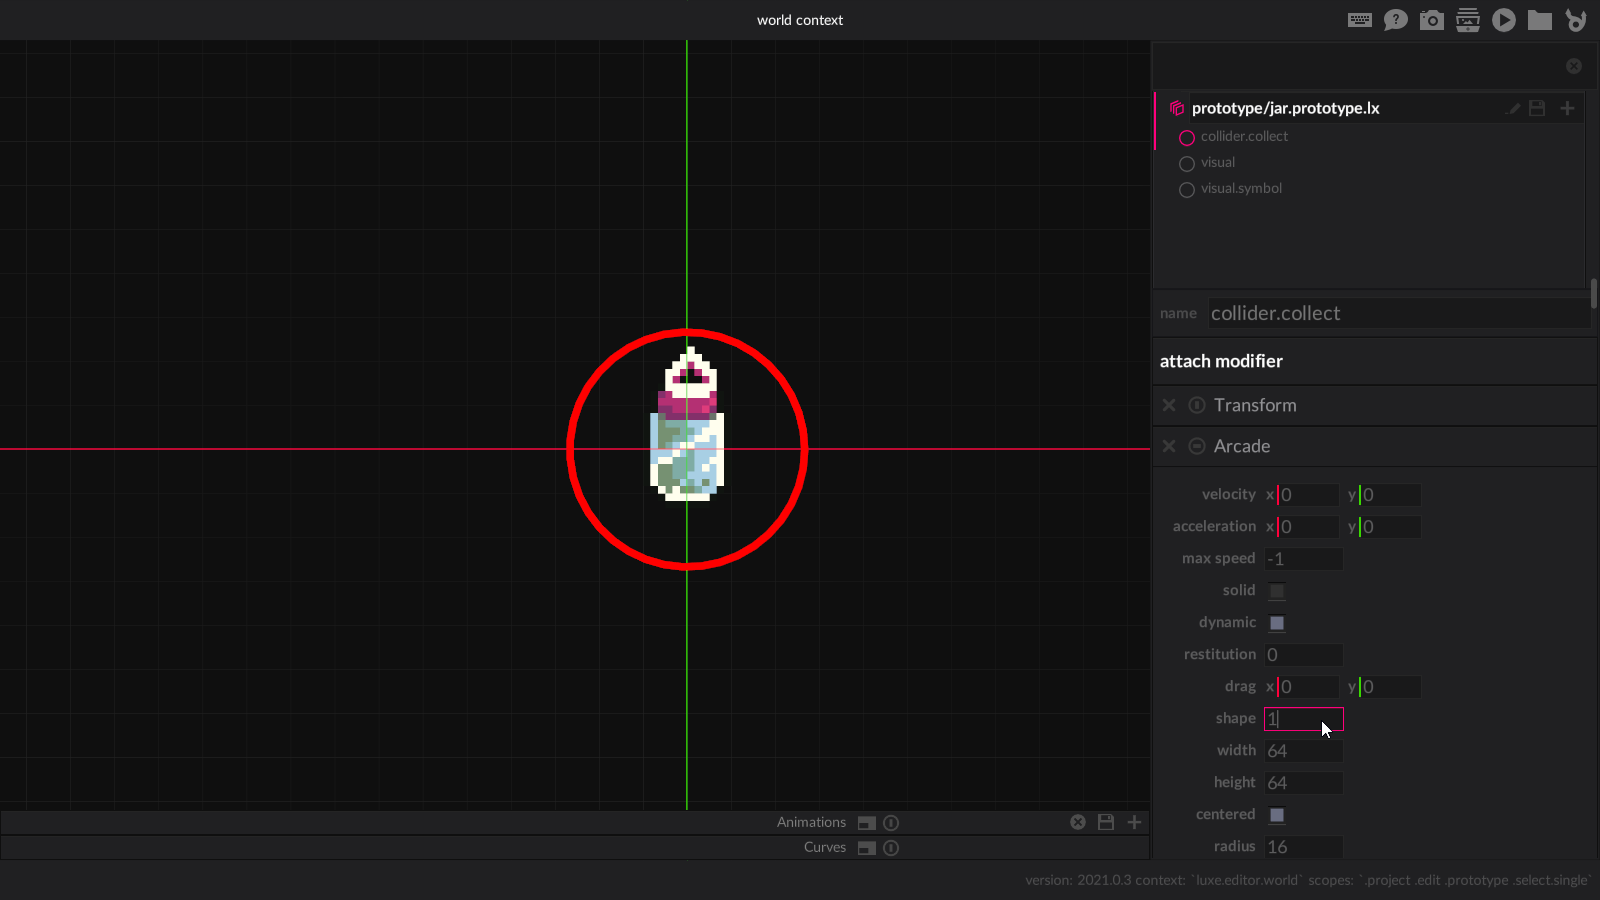 world context
prototype/jar.prototype.lx
collider.collect
visual
visual.symbol
name collider.collect
attach modifier
Transform
Arcade
velocity x 0 y 0
acceleration x 0 y 0
max speed -1
solid
dynamic
restitution 0
drag x 0 y 0
shape 1
width 64
height 64
centered
radius 16
Animations
Curves
version: 2021.0.3 context: `luxe.editor.world` scopes: `.project .edit .prototype .select.single`